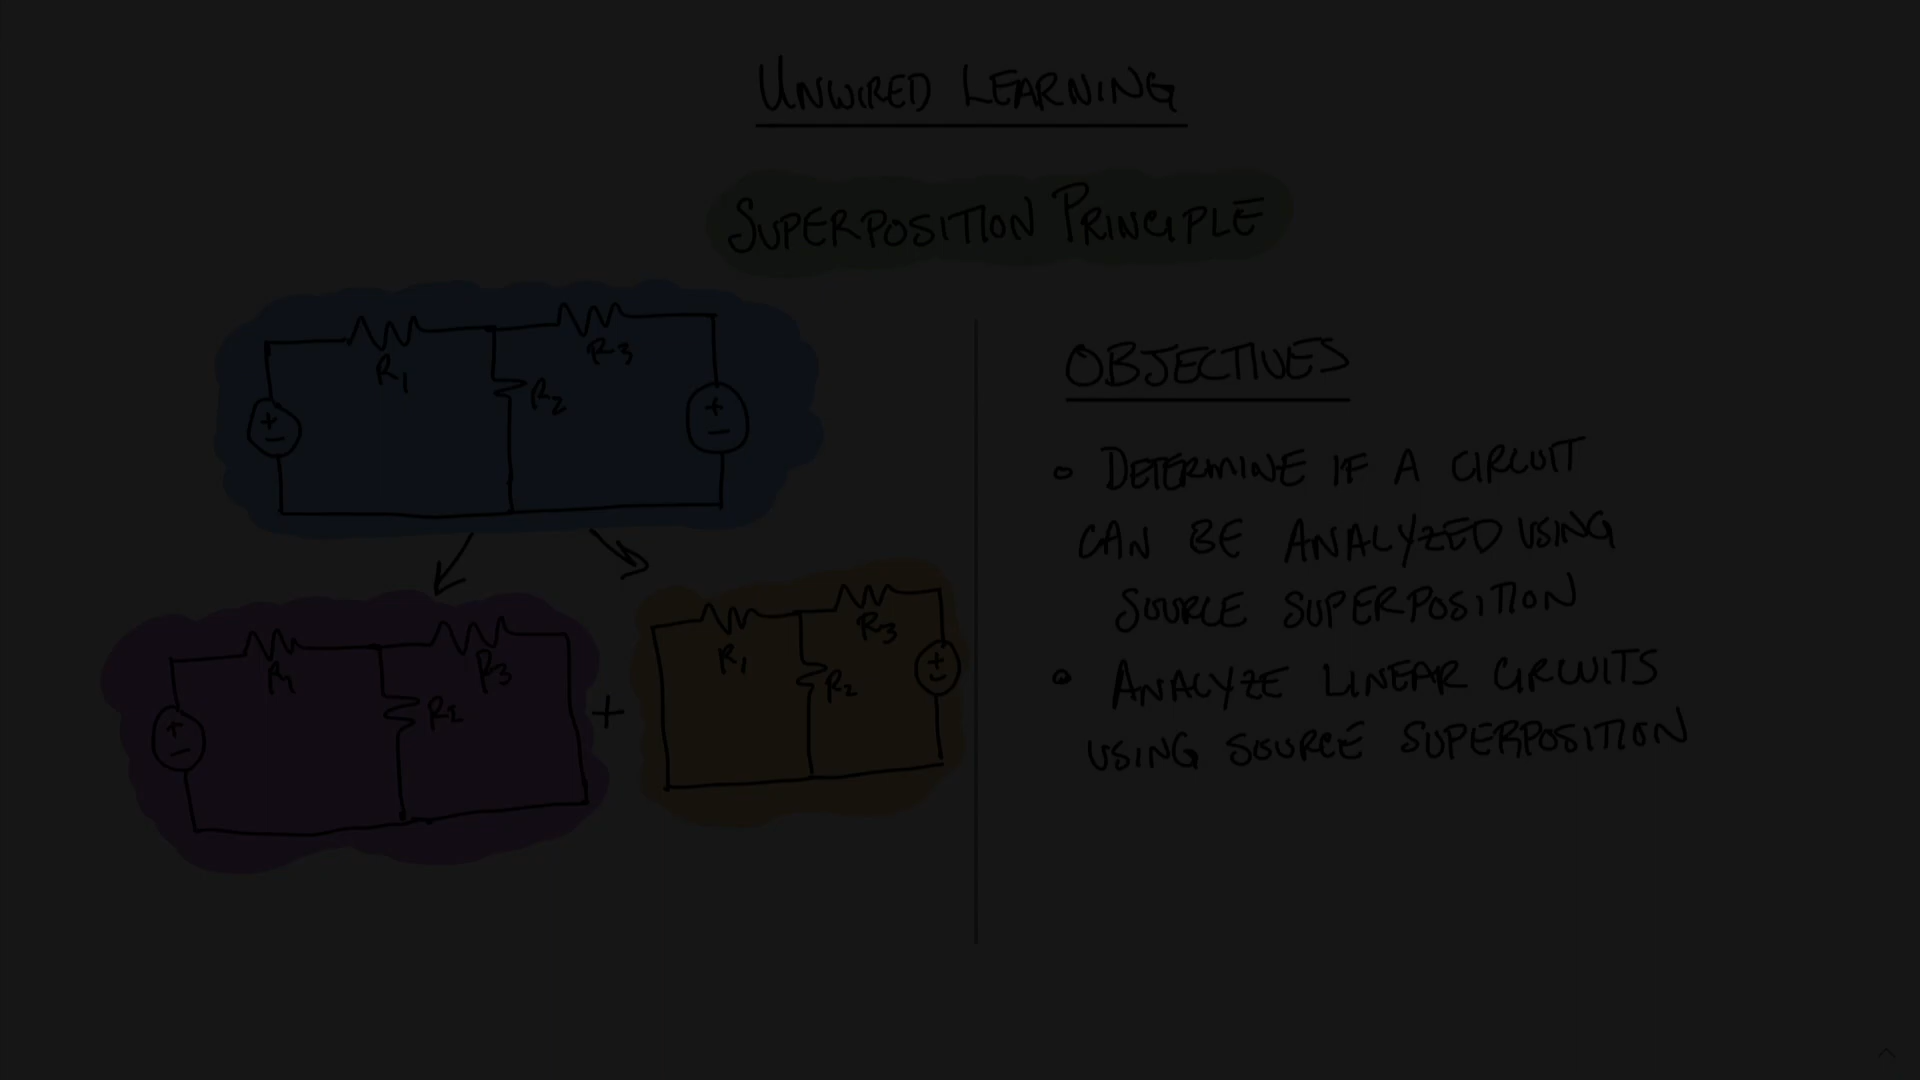 UNWIRED LEARNING
SUPERPOSITION PRINCIPLE
R1
R2
R3
+
−
+
−
R1
R2
R3
+
−
+
R1
R2
R3
+
−
OBJECTIVES
• DETERMINE IF A CIRCUIT
CAN BE ANALYZED USING
SOURCE SUPERPOSITION
• ANALYZE LINEAR CIRCUITS
USING SOURCE SUPERPOSITION